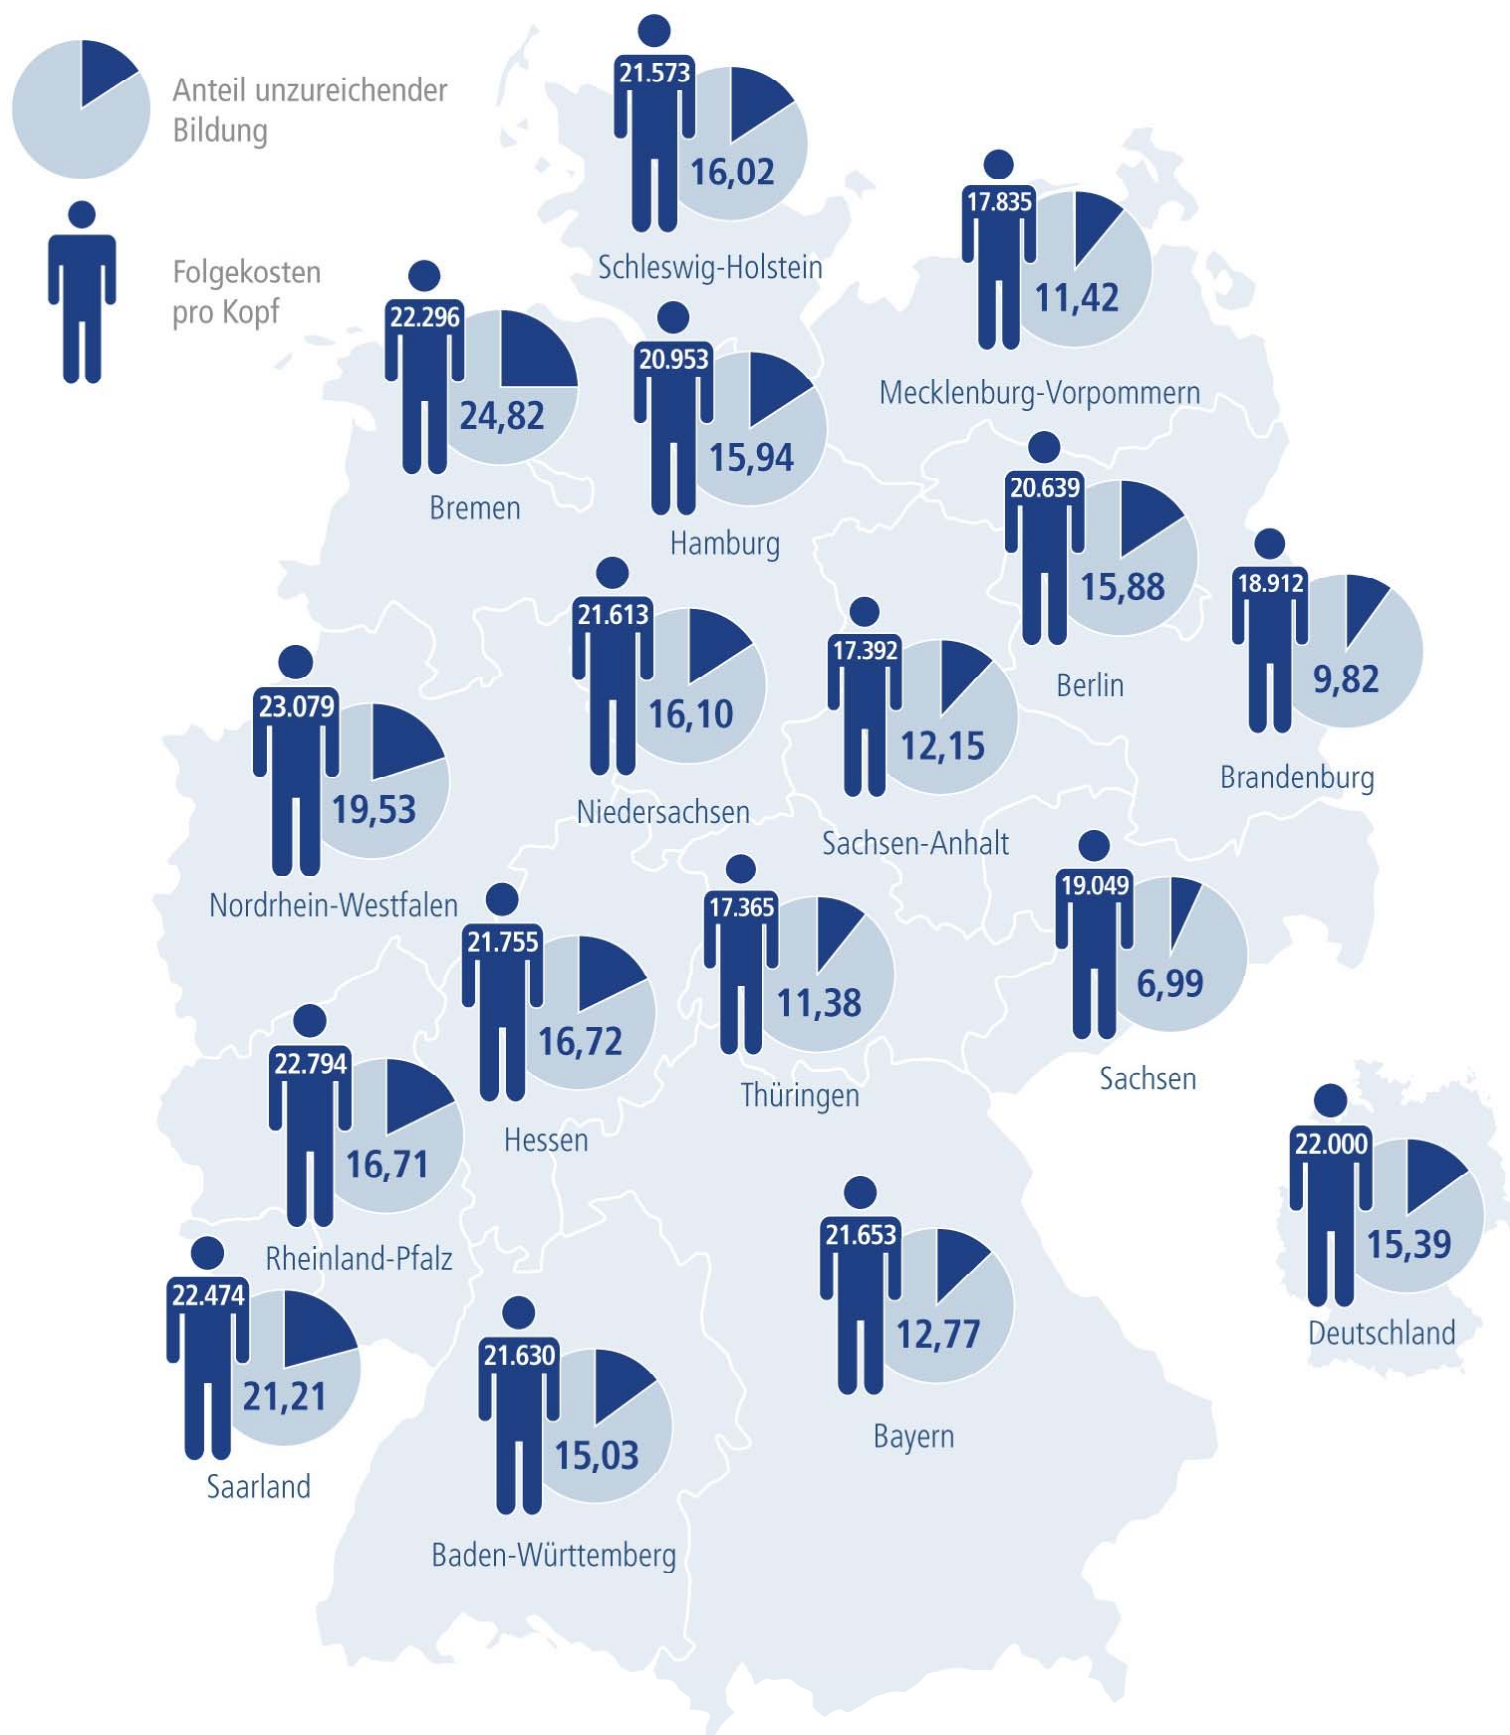 Anteil unzureichender
Bildung
Folgekosten
pro Kopf
21.573
16,02
Schleswig-Holstein
17.835
11,42
Mecklenburg-Vorpommern
22.296
24,82
Bremen
20.953
15,94
Hamburg
20.639
15,88
Berlin
18.912
9,82
Brandenburg
21.613
16,10
Niedersachsen
17.392
12,15
Sachsen-Anhalt
23.079
19,53
Nordrhein-Westfalen
21.755
16,72
Hessen
17.365
11,38
Thüringen
19.049
6,99
Sachsen
22.794
16,71
Rheinland-Pfalz
22.000
15,39
Deutschland
21.653
12,77
Bayern
22.474
21,21
Saarland
21.630
15,03
Baden-Württemberg